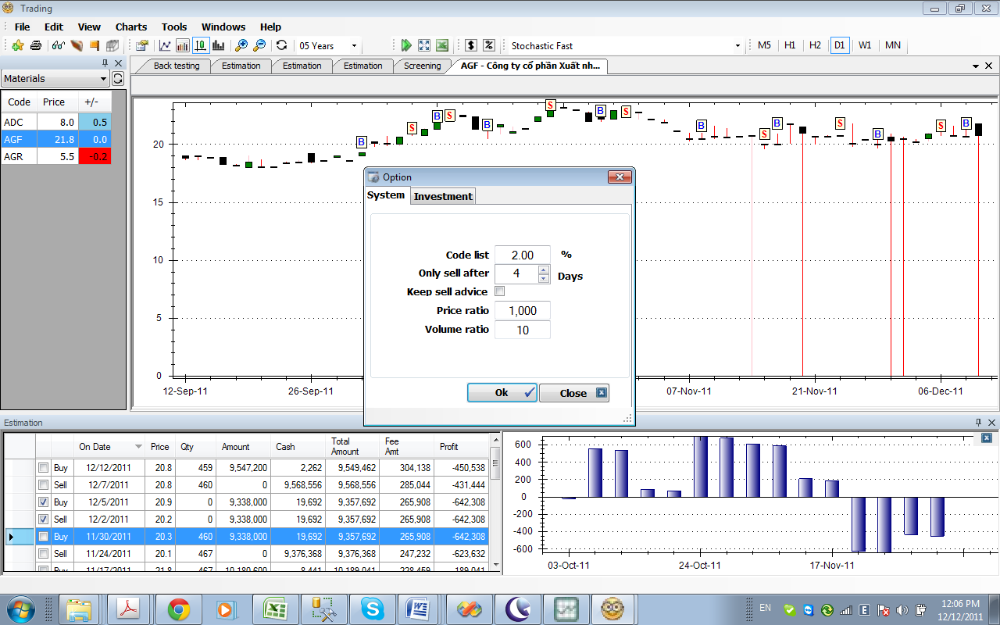 Trading
File Edit View Charts Tools Windows Help
05 Years Stochastic Fast M5 H1 H2 D1 W1 MN
Back testing Estimation Estimation Estimation Screening AGF - Công ty cổ phần Xuất nh...
Materials
Code Price +/-
ADC 8.0 0.5
AGF 21.8 0.0
AGR 5.5 -0.2
20
15
10
5
0
B S B S B S B S B S B S B S B
12-Sep-11 26-Sep-11 07-Nov-11 21-Nov-11 06-Dec-11
Option
System Investment
Code list 2.00 %
Only sell after 4 Days
Keep sell advice
Price ratio 1,000
Volume ratio 10
Ok Close
Estimation
On Date Price Qty Amount Cash Total Amount Fee Amt Profit
Buy 12/12/2011 20.8 459 9,547,200 2,262 9,549,462 304,138 -450,538
Sell 12/7/2011 20.8 460 0 9,568,556 9,568,556 285,044 -431,444
Buy 12/5/2011 20.9 0 9,338,000 19,692 9,357,692 265,908 -642,308
Sell 12/2/2011 20.2 0 9,338,000 19,692 9,357,692 265,908 -642,308
Buy 11/30/2011 20.3 460 9,338,000 19,692 9,357,692 265,908 -642,308
Sell 11/24/2011 20.1 467 0 9,376,368 9,376,368 247,232 -623,632
Buy 11/17/2011 21.8 467 10,180,600 8,441 10,189,041 228,459 189,041
600
400
200
0
-200
-400
-600
03-Oct-11 24-Oct-11 17-Nov-11
EN
12:06 PM
12/12/2011